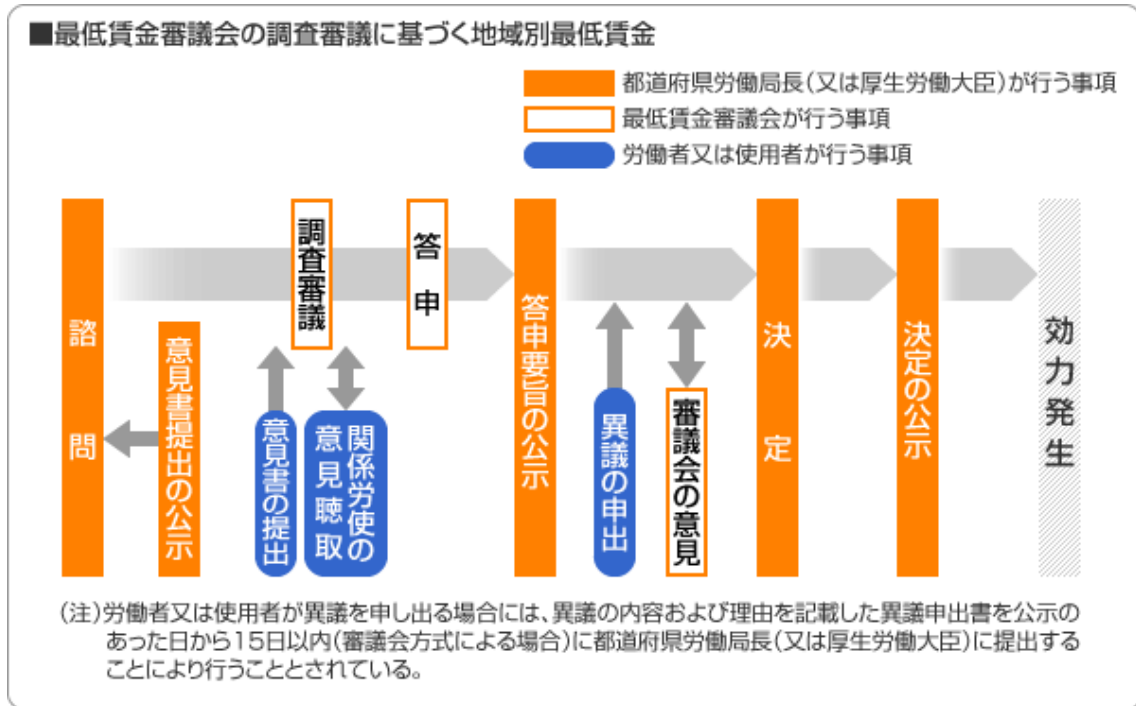 ■最低賃金審議会の調査審議に基づく地域別最低賃金
都道府県労働局長(又は厚生労働大臣)が行う事項
最低賃金審議会が行う事項
労働者又は使用者が行う事項
諮問
意見書提出の公示
調査審議
意見書の提出
関係労使の
意見聴取
答申
答申要旨の公示
異議の申出
審議会の意見
決定
決定の公示
効力発生
(注)労働者又は使用者が異議を申し出る場合には、異議の内容および理由を記載した異議申出書を公示の
あった日から15日以内(審議会方式による場合)に都道府県労働局長(又は厚生労働大臣)に提出する
ことにより行うこととされている。